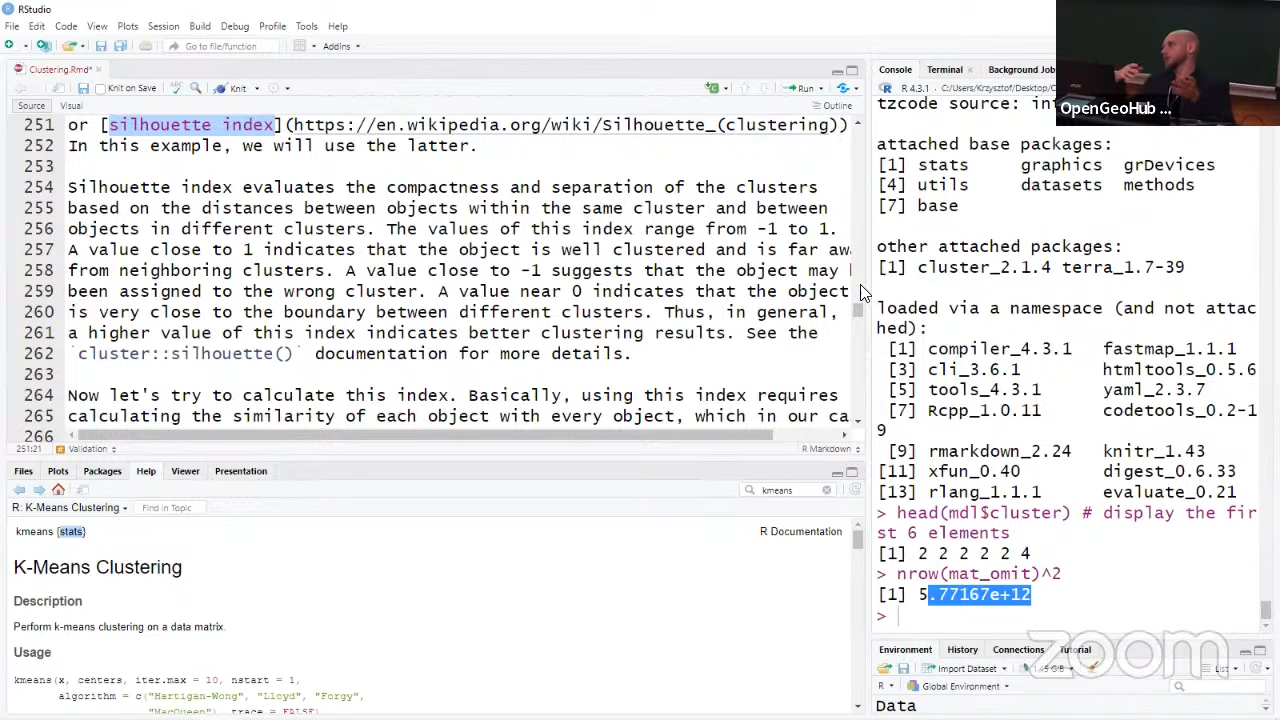 RStudio
File Edit Code View Plots Session Build Debug Profile Tools Help
Go to file/function Addins
Clustering.Rmd*
Knit on Save Knit Run
Source Visual Outline
251 or [silhouette index](https://en.wikipedia.org/wiki/Silhouette_(clustering))
252 In this example, we will use the latter.
253
254 Silhouette index evaluates the compactness and separation of the clusters
255 based on the distances between objects within the same cluster and between
256 objects in different clusters. The values of this index range from -1 to 1.
257 A value close to 1 indicates that the object is well clustered and is far aw
258 from neighboring clusters. A value close to -1 suggests that the object may
259 been assigned to the wrong cluster. A value near 0 indicates that the object
260 is very close to the boundary between different clusters. Thus, in general,
261 a higher value of this index indicates better clustering results. See the
262 `cluster::silhouette()` documentation for more details.
263
264 Now let's try to calculate this index. Basically, using this index requires
265 calculating the similarity of each object with every object, which in our ca
266
251:21 Validation R Markdown
Files Plots Packages Help Viewer Presentation
kmeans
R: K-Means Clustering Find in Topic
kmeans {stats} R Documentation
K-Means Clustering
Description
Perform k-means clustering on a data matrix.
Usage
kmeans(x, centers, iter.max = 10, nstart = 1,
algorithm = c("Hartigan-Wong", "Lloyd", "Forgy",
"MacQueen"), trace = FALSE)
OpenGeoHub ...
Console Terminal Background Job
R 4.3.1 C:/Users/Krzysztof/Desktop/
tzcode source: in
attached base packages:
[1] stats graphics grDevices
[4] utils datasets methods
[7] base
other attached packages:
[1] cluster_2.1.4 terra_1.7-39
loaded via a namespace (and not attac
hed):
[1] compiler_4.3.1 fastmap_1.1.1
[3] cli_3.6.1 htmltools_0.5.6
[5] tools_4.3.1 yaml_2.3.7
[7] Rcpp_1.0.11 codetools_0.2-1
9
[9] rmarkdown_2.24 knitr_1.43
[11] xfun_0.40 digest_0.6.33
[13] rlang_1.1.1 evaluate_0.21
> head(mdl$cluster) # display the fir
st 6 elements
[1] 2 2 2 2 2 4
> nrow(mat_omit)^2
[1] 5.77167e+12
>
zoom
Environment History Connections Tutorial
Import Dataset 1.45 GiB List
R Global Environment
Data